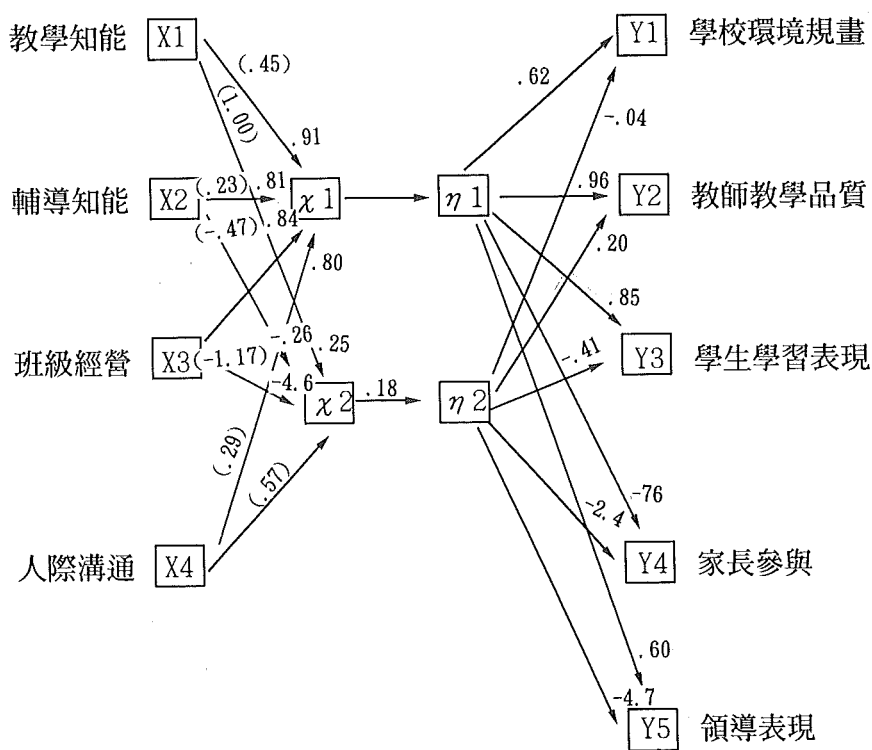 教學知能 X1 Y1 學校環境規畫
(.45)
.62
(1.00)
-.04
.91
輔導知能 X2 (.23) .81 χ1 η1 .96 Y2 教師教學品質
(-.47) .84
.20
.80
.85
-.26 .25
班級經營 X3 (-1.17) -.41 Y3 學生學習表現
-4.6 χ2 .18 η2
(.29)
(.57)
-76
-2.4
人際溝通 X4 Y4 家長參與
.60
-4.7
Y5 領導表現